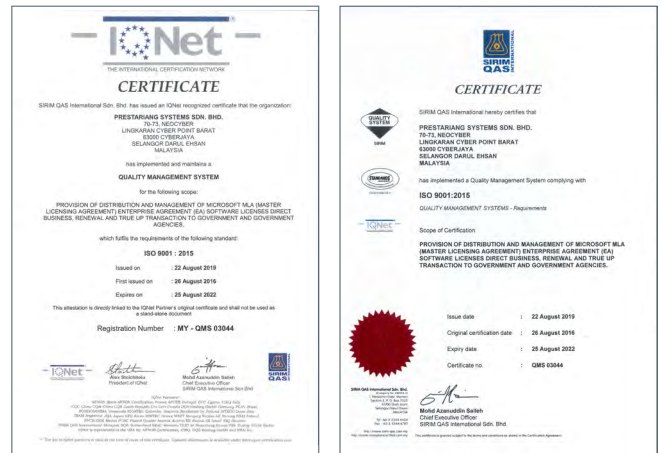 IQNet
THE INTERNATIONAL CERTIFICATION NETWORK
CERTIFICATE
SIRIM QAS International Sdn. Bhd. has issued an IQNet recognized certificate that the organization:
PRESTARIANG SYSTEMS SDN. BHD.
70-73, NEOCYBER
LINGKARAN CYBER POINT BARAT
63000 CYBERJAYA
SELANGOR DARUL EHSAN
MALAYSIA
has implemented and maintains a
QUALITY MANAGEMENT SYSTEM
for the following scope:
PROVISION OF DISTRIBUTION AND MANAGEMENT OF MICROSOFT MLA (MASTER
LICENSING AGREEMENT) ENTERPRISE AGREEMENT (EA) SOFTWARE LICENSES DIRECT
BUSINESS, RENEWAL AND TRUE UP TRANSACTION TO GOVERNMENT AND GOVERNMENT
AGENCIES.
which fulfils the requirements of the following standard:
ISO 9001 : 2015
Issued on : 22 August 2019
First issued on : 26 August 2016
Expires on : 25 August 2022
This attestation is directly linked to the IQNet Partner's original certificate and shall not be used as
a stand-alone document
Registration Number : MY - QMS 03044
IQNet
Alex Stoichitoiu
President of IQNet
Mohd Azanuddin Salleh
Chief Executive Officer
SIRIM QAS International Sdn Bhd
SIRIM
QAS
SIRIM
QAS
INTERNATIONAL
CERTIFICATE
QUALITY
SYSTEM
SIRIM
SIRIM QAS International hereby certifies that
PRESTARIANG SYSTEMS SDN. BHD.
70-73, NEOCYBER
LINGKARAN CYBER POINT BARAT
63000 CYBERJAYA
SELANGOR DARUL EHSAN
MALAYSIA
STANDARDS
has implemented a Quality Management System complying with
ISO 9001:2015
QUALITY MANAGEMENT SYSTEMS - Requirements
IQNet
Scope of Certification
PROVISION OF DISTRIBUTION AND MANAGEMENT OF MICROSOFT MLA
(MASTER LICENSING AGREEMENT) ENTERPRISE AGREEMENT (EA)
SOFTWARE LICENSES DIRECT BUSINESS, RENEWAL AND TRUE UP
TRANSACTION TO GOVERNMENT AND GOVERNMENT AGENCIES.
Issue date : 22 August 2019
Original certification date : 26 August 2016
Expiry date : 25 August 2022
Certificate no. : QMS 03044
SIRIM QAS International Sdn. Bhd.
Mohd Azanuddin Salleh
Chief Executive Officer
SIRIM QAS International Sdn. Bhd.